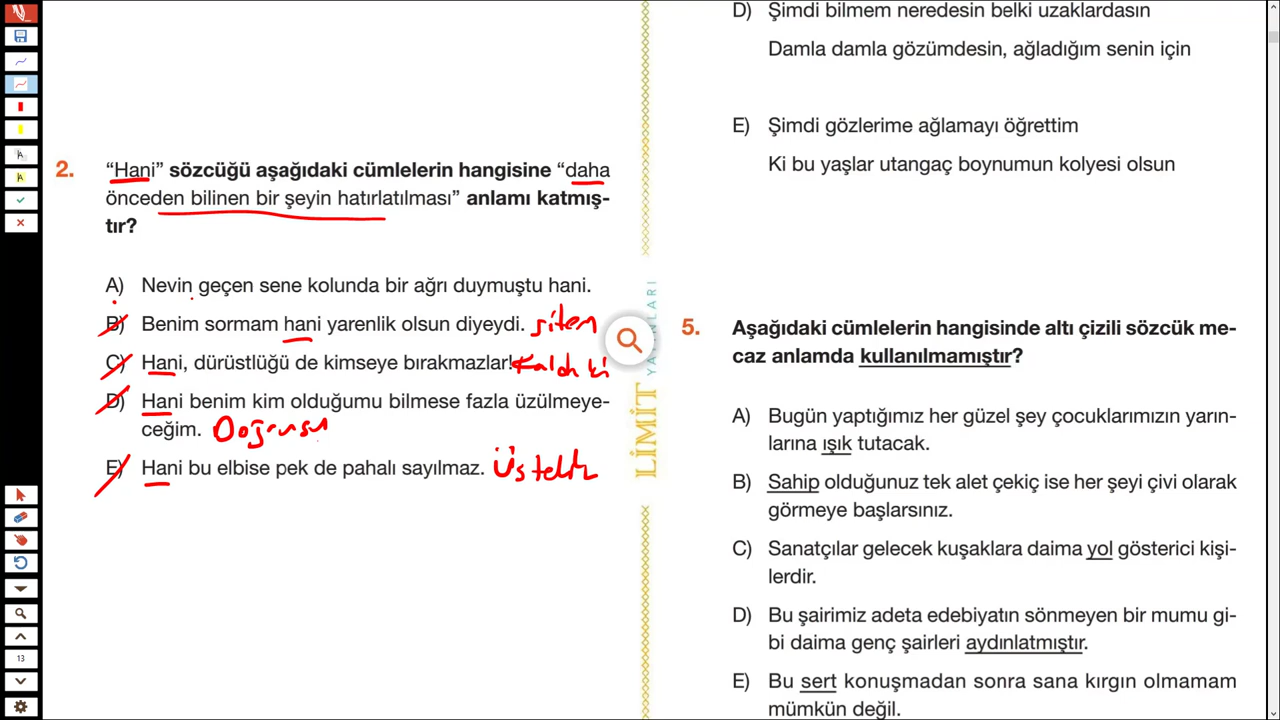 2. “Hani” sözcüğü aşağıdaki cümlelerin hangisine “daha
önceden bilinen bir şeyin hatırlatılması” anlamı katmış-
tır?
A) Nevin geçen sene kolunda bir ağrı duymuştu hani.
B) Benim sormam hani yarenlik olsun diyeydi. sitem
C) Hani, dürüstlüğü de kimseye bırakmazlar! Kaldı ki
D) Hani benim kim olduğumu bilmese fazla üzülmeye-
ceğim. Doğrusu
E) Hani bu elbise pek de pahalı sayılmaz. Üstelik
LİMİT YAYINLARI
D) Şimdi bilmem neredesin belki uzaklardasın
Damla damla gözümdesin, ağladığım senin için
E) Şimdi gözlerime ağlamayı öğrettim
Ki bu yaşlar utangaç boynumun kolyesi olsun
5. Aşağıdaki cümlelerin hangisinde altı çizili sözcük me-
caz anlamda kullanılmamıştır?
A) Bugün yaptığımız her güzel şey çocuklarımızın yarın-
larına ışık tutacak.
B) Sahip olduğunuz tek alet çekiç ise her şeyi çivi olarak
görmeye başlarsınız.
C) Sanatçılar gelecek kuşaklara daima yol gösterici kişi-
lerdir.
D) Bu şairimiz adeta edebiyatın sönmeyen bir mumu gi-
bi daima genç şairleri aydınlatmıştır.
E) Bu sert konuşmadan sonra sana kırgın olmamam
mümkün değil.
A
A
13